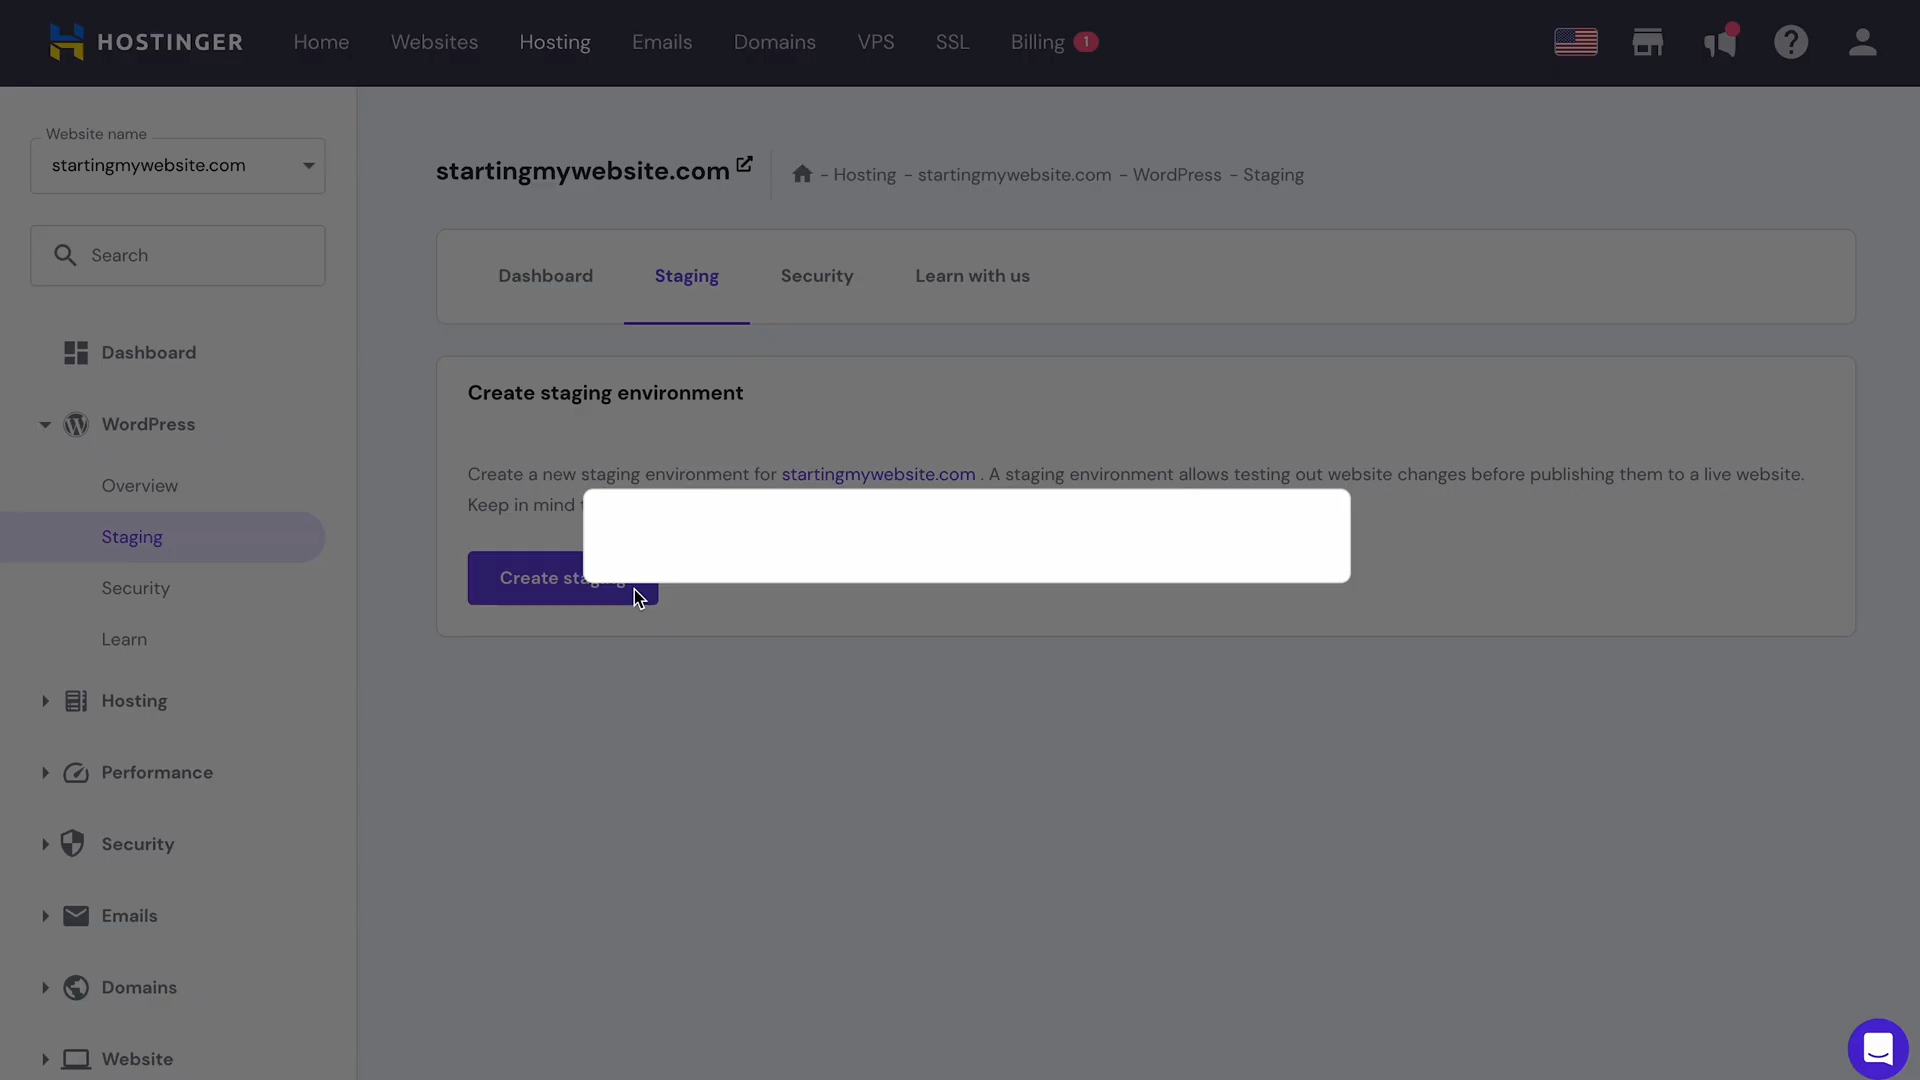 HOSTINGER Home Websites Hosting Emails Domains VPS SSL Billing 1
Website name
startingmywebsite.com
Search
Dashboard
WordPress
Overview
Staging
Security
Learn
Hosting
Performance
Security
Emails
Domains
Website
startingmywebsite.com
- Hosting - startingmywebsite.com - WordPress - Staging
Dashboard Staging Security Learn with us
Create staging environment
Create a new staging environment for startingmywebsite.com . A staging environment allows testing out website changes before publishing them to a live website.
Keep in mind
Create staging